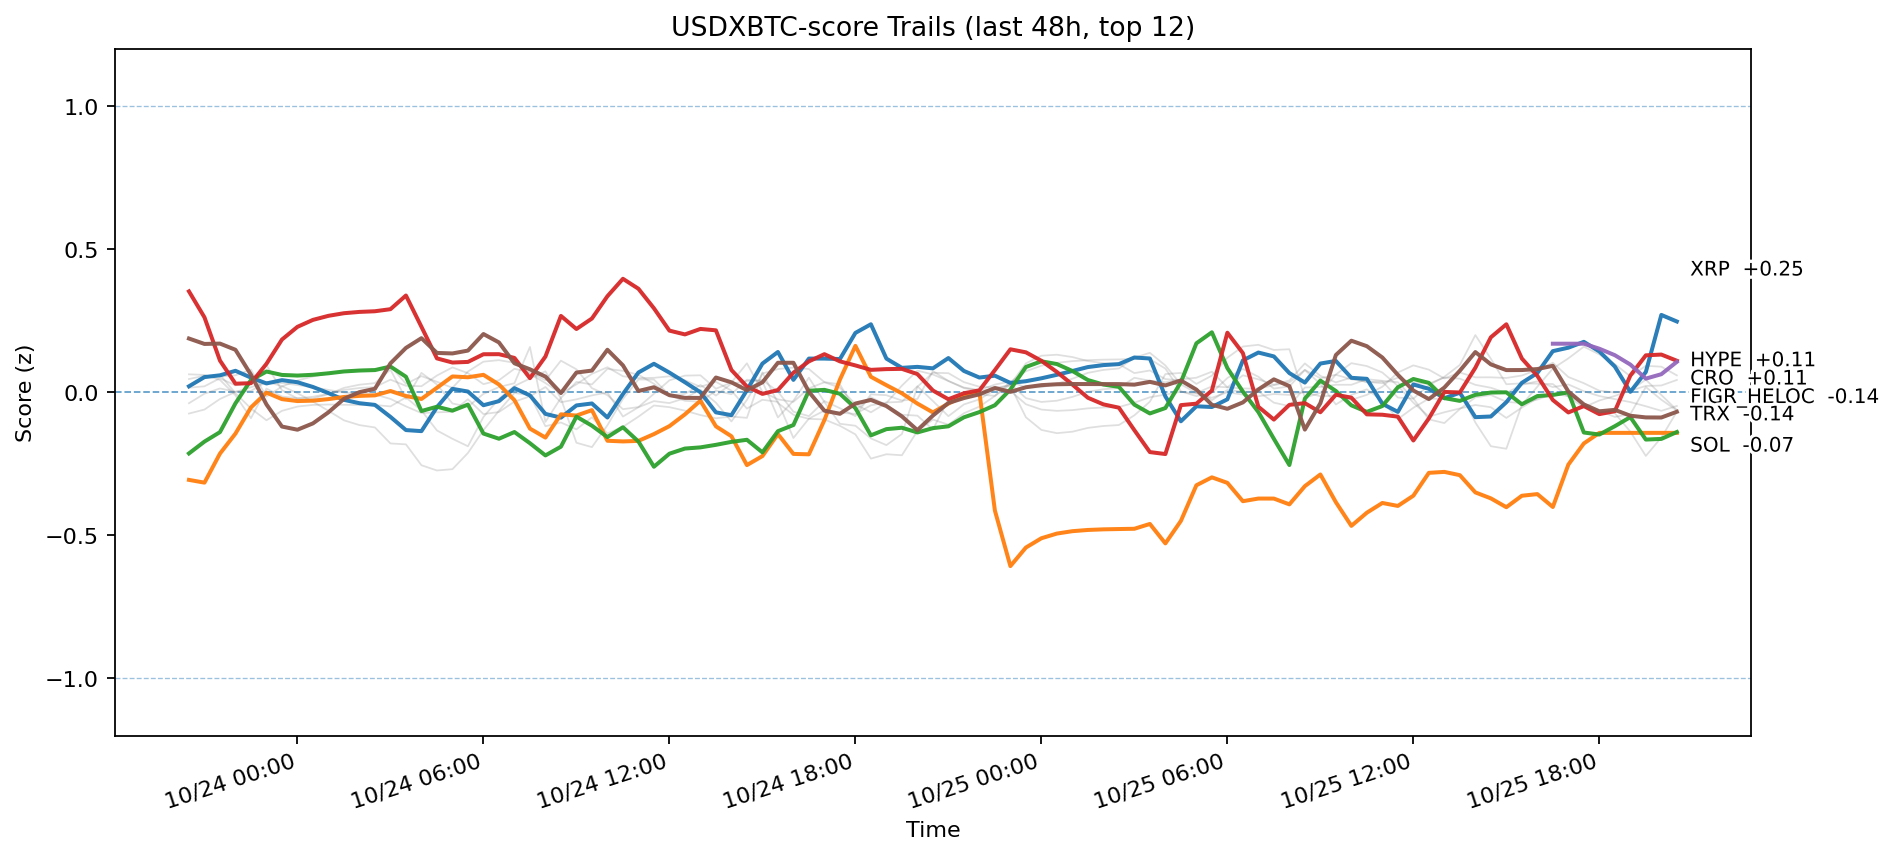 USDXBTC-score Trails (last 48h, top 12)
Score (z)
1.0
0.5
0.0
−0.5
−1.0
XRP +0.25
HYPE +0.11
CRO +0.11
FIGR_HELOC -0.14
TRX -0.14
SOL -0.07
10/24 00:00
10/24 06:00
10/24 12:00
10/24 18:00
10/25 00:00
10/25 06:00
10/25 12:00
10/25 18:00
Time